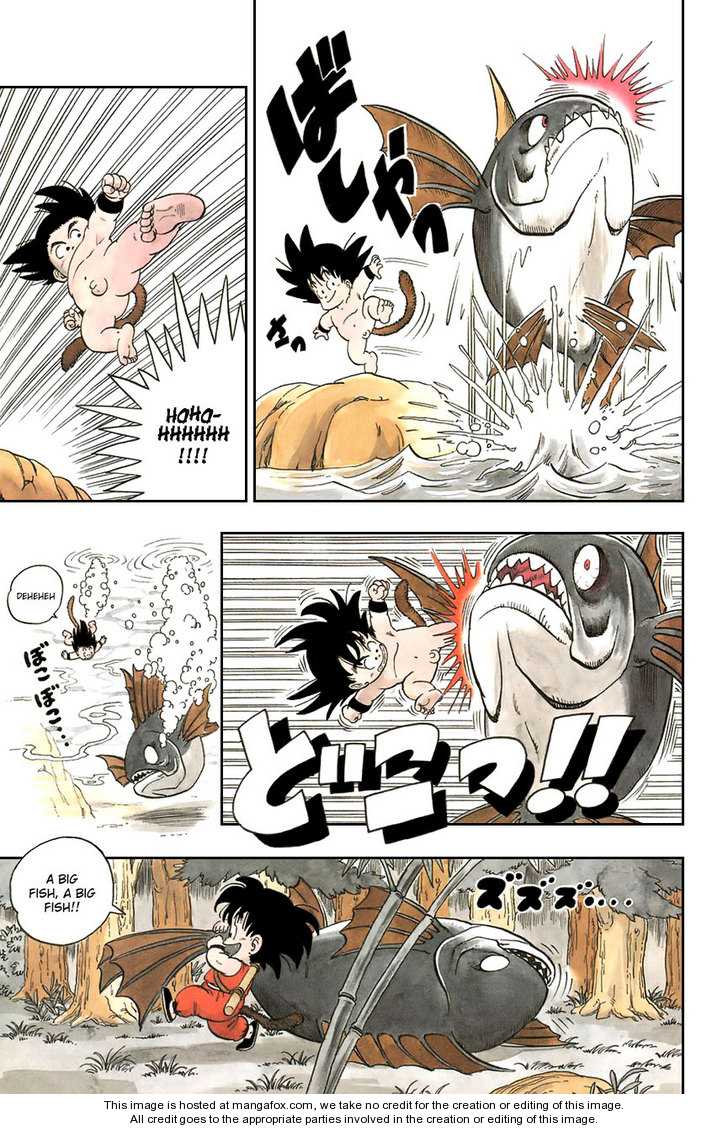 ばしゃっ
さっ
HOHO-
HHHHHH
!!!!
どごっ!!
DEHEHEH
ぼこ
ぼこ・・・
A BIG
FISH, A BIG
FISH!!
ズズズ・・・・
This image is hosted at mangafox.com, we take no credit for the creation or editing of this image.
All credit goes to the appropriate parties involved in the creation or editing of this image.